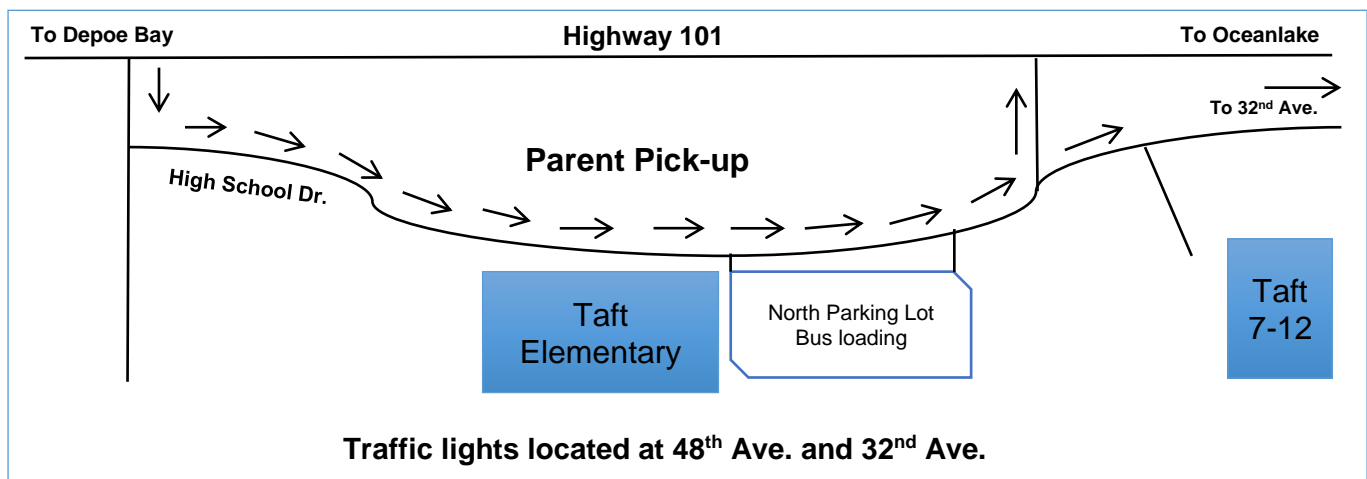 To Depoe Bay
Highway 101
To Oceanlake
To 32nd Ave.
Parent Pick-up
High School Dr.
Taft
Elementary
North Parking Lot
Bus loading
Taft
7-12
Traffic lights located at 48th Ave. and 32nd Ave.